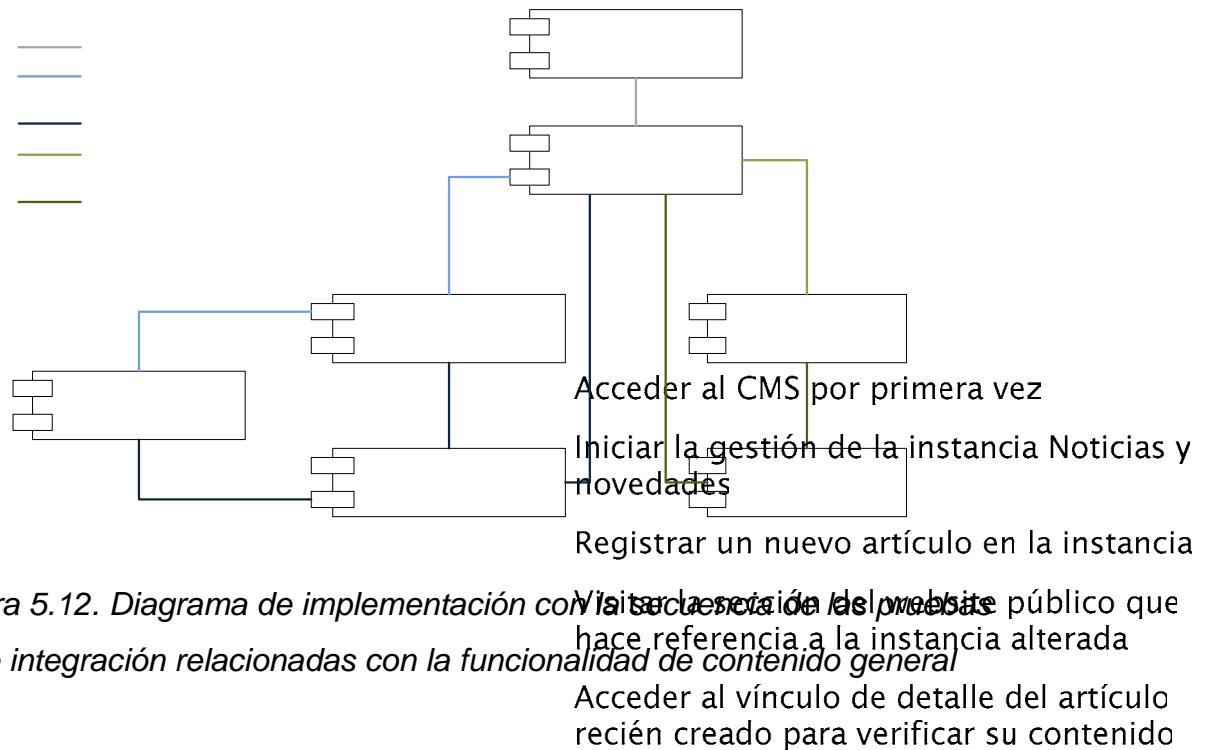 Acceder al CMS por primera vez
Iniciar la gestión de la instancia Noticias y
novedades
Registrar un nuevo artículo en la instancia
Visitar la sección del website público que
hace referencia a la instancia alterada
Acceder al vínculo de detalle del artículo
recién creado para verificar su contenido
ra 5.12. Diagrama de implementación con la secuencia de las pruebas
integración relacionadas con la funcionalidad de contenido general